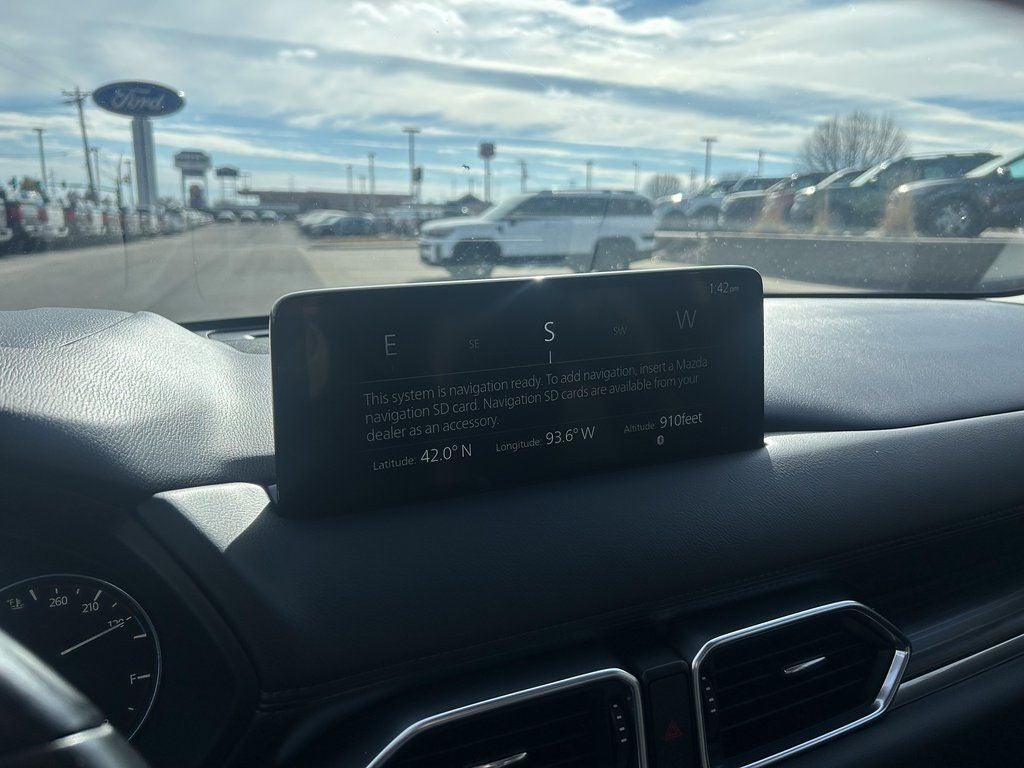 Ford
1:42 pm
E SE S SW W
This system is navigation ready. To add navigation, insert a Mazda
navigation SD card. Navigation SD cards are available from your
dealer as an accessory.
Latitude: 42.0° N Longitude: 93.6° W Altitude: 910feet
260
210
120
F